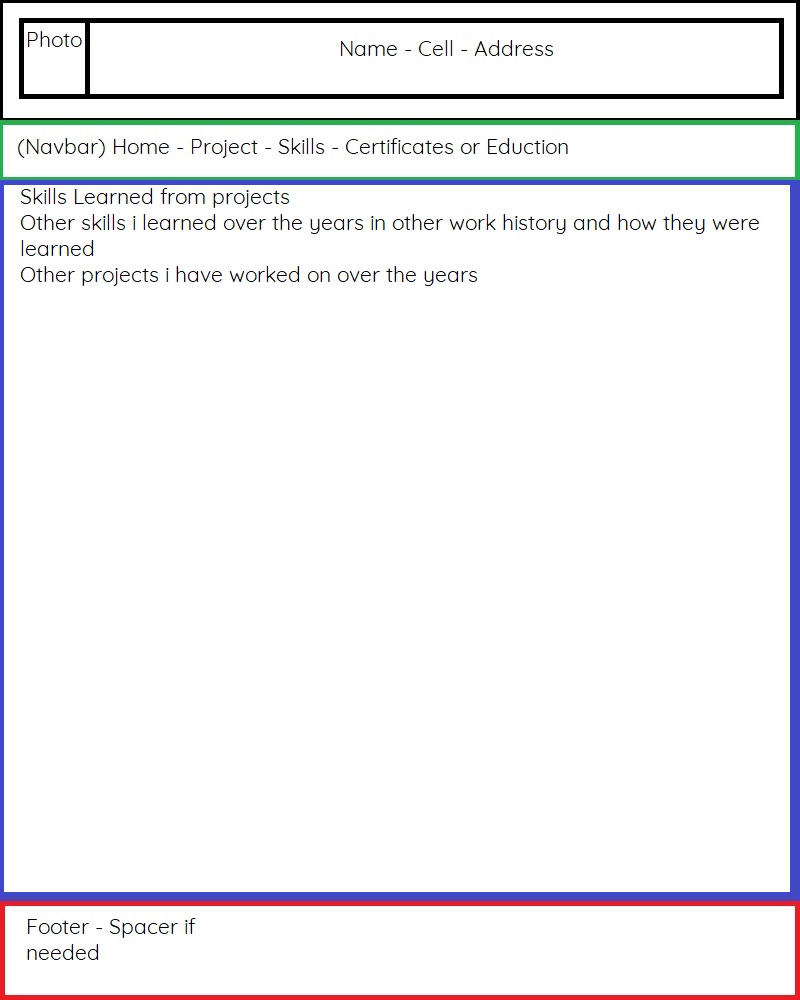 Photo
Name - Cell - Address
(Navbar) Home - Project - Skills - Certificates or Eduction
Skills Learned from projects
Other skills i learned over the years in other work history and how they were
learned
Other projects i have worked on over the years
Footer - Spacer if
needed